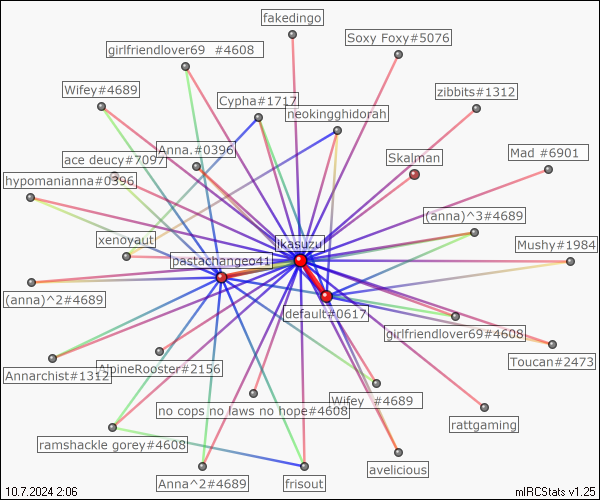 fakedingo
Soxy Foxy#5076
girlfriendlover69 #4608
Wifey#4689
Cypha#1717
zibbits#1312
neokingghidorah
Anna.#0396
ace deucy#7097
Skalman
Mad #6901
hypomanianna#0396
(anna)^3#4689
xenoyaut
ikasuzu
Mushy#1984
pastachangeo41
(anna)^2#4689
default#0617
girlfriendlover69#4608
Toucan#2473
AlpineRooster#2156
Annarchist#1312
no cops no laws no hope#4608
Wifey #4689
rattgaming
ramshackle gorey#4608
avelicious
Anna^2#4689
frisout
10.7.2024 2:06
mIRCStats v1.25